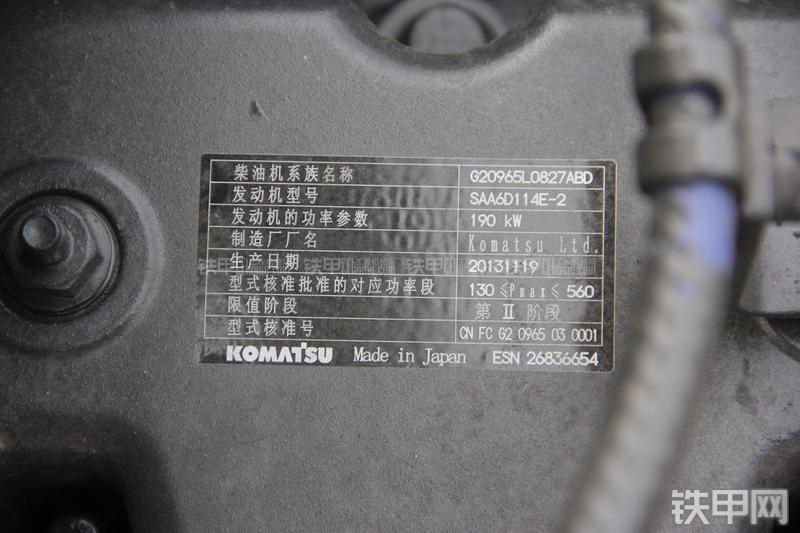 柴油机系族名称 G20965L0827ABD
发动机型号 SAA6D114E-2
发动机的功率参数 190 kW
制造厂厂名 Komatsu Ltd.
生产日期 20131119
型式核准批准的对应功率段 130 ≤Pmax≤ 560
限值阶段 第 Ⅱ 阶段
型式核准号 CN FC G2 0965 03 0001
KOMATSU Made in Japan ESN 26836654
铁甲网